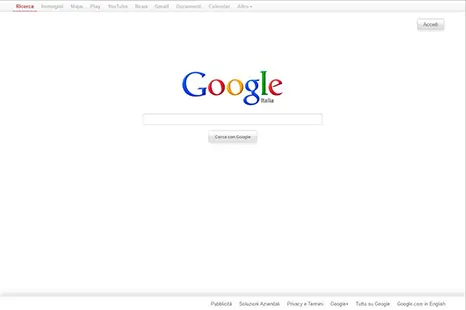 Ricerca Immagini Maps Play YouTube News Gmail Documenti Calendar Altro
Accedi
Google
Italia
Cerca con Google
Pubblicità Soluzioni Aziendali Privacy e Termini Google+ Tutto su Google Google.com in English